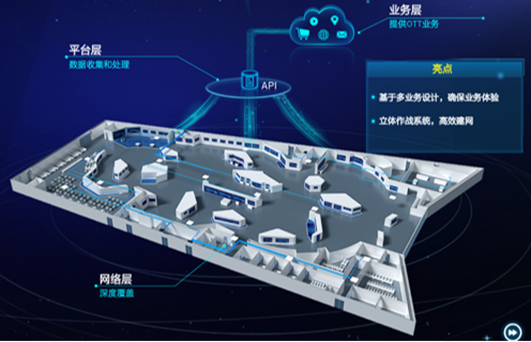 业务层
提供OTT业务
平台层
数据收集和处理
API
亮点
基于多业务设计，确保业务体验
立体作战系统，高效建网
网络层
深度覆盖